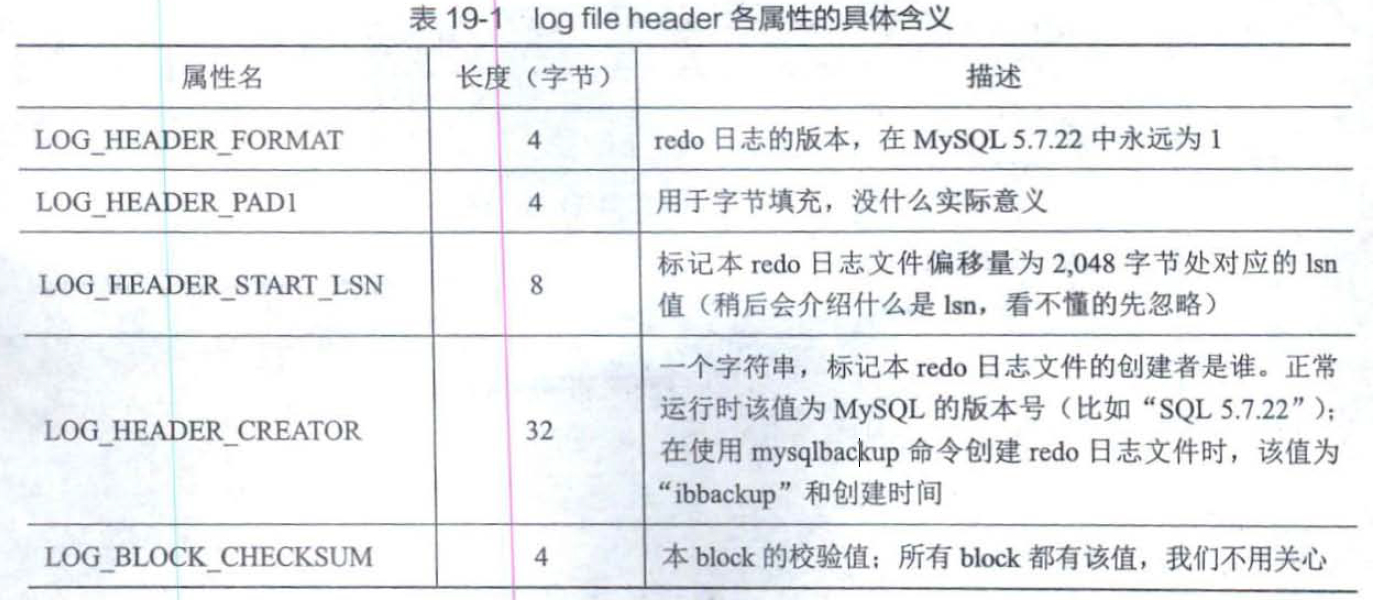 表 19-1 log file header 各属性的具体含义
属性名 长度（字节） 描述
LOG_HEADER_FORMAT 4 redo 日志的版本，在 MySQL 5.7.22 中永远为 1
LOG_HEADER_PAD1 4 用于字节填充，没什么实际意义
LOG_HEADER_START_LSN 8 标记本 redo 日志文件偏移量为 2,048 字节处对应的 lsn
值（稍后会介绍什么是 lsn，看不懂的先忽略）
LOG_HEADER_CREATOR 32 一个字符串，标记本 redo 日志文件的创建者是谁。正常
运行时该值为 MySQL 的版本号（比如“SQL 5.7.22”）；
在使用 mysqlbackup 命令创建 redo 日志文件时，该值为
“ibbackup”和创建时间
LOG_BLOCK_CHECKSUM 4 本 block 的校验值；所有 block 都有该值，我们不用关心